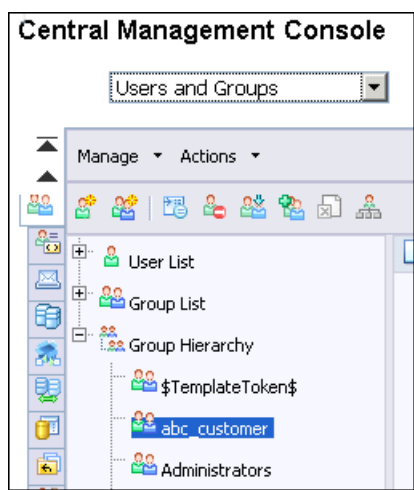 Central Management Console
Users and Groups
Manage Actions
User List
Group List
Group Hierarchy
$TemplateToken$
abc_customer
Administrators